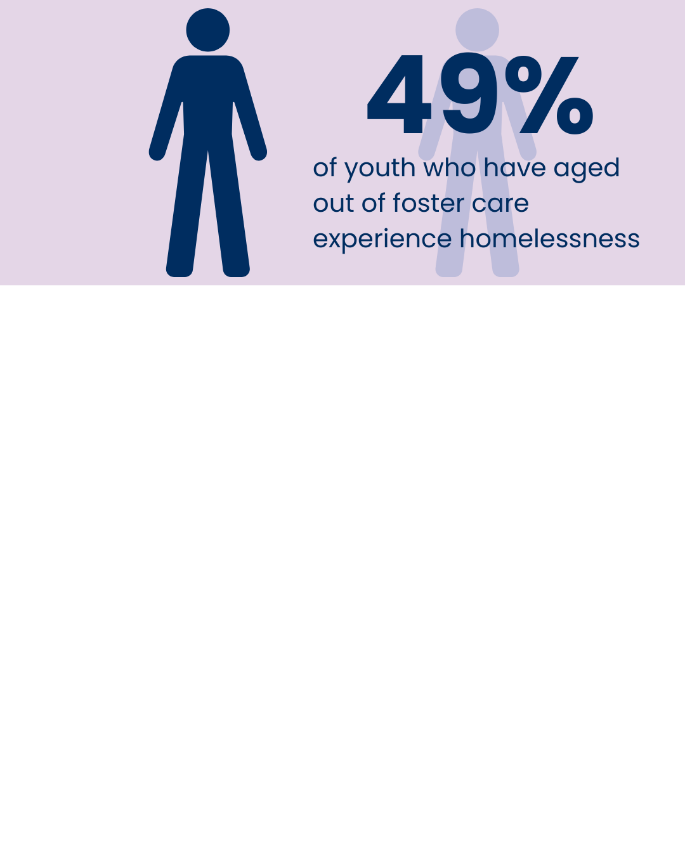 49%
of youth who have aged
out of foster care
experience homelessness